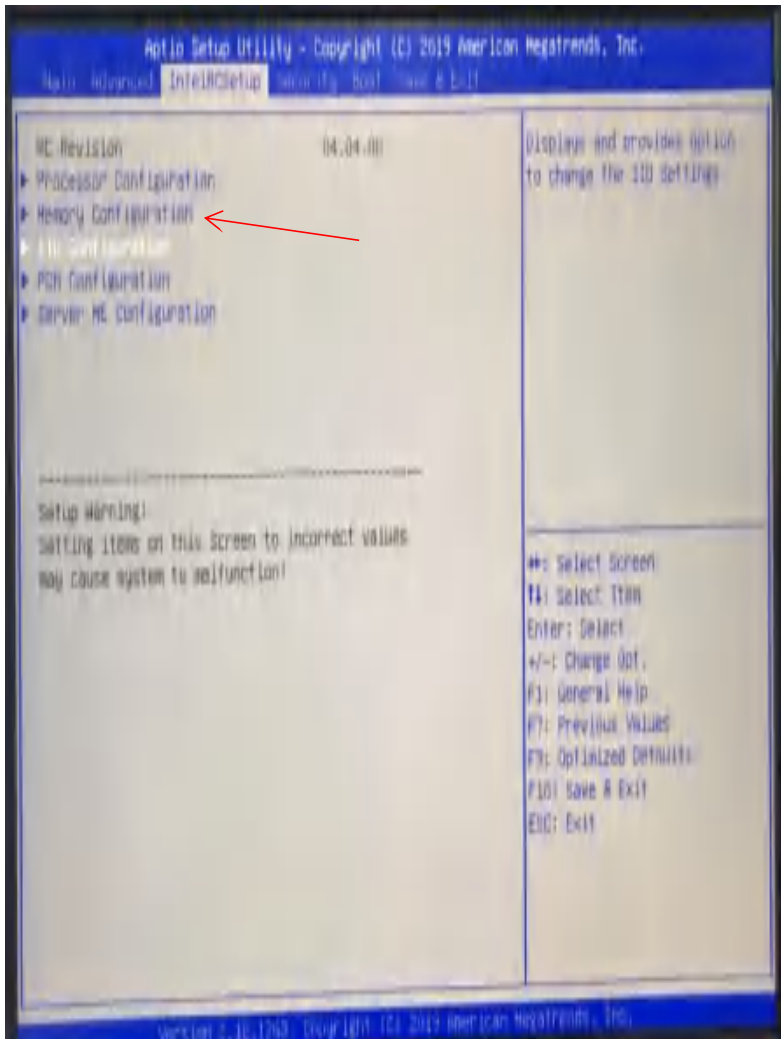 Aptio Setup Utility - Copyright (C) 2019 American Megatrends, Inc.
Main Advanced IntelRCSetup Security Boot Save & Exit
RC Revision 04.04.00
Processor Configuration
Memory Configuration
IIO Configuration
PCH Configuration
Server ME Configuration
Setup Warning:
Setting items on this Screen to incorrect values
may cause system to malfunction!
Displays and provides option
to change the IIO Settings
: Select Screen
↑↓: Select Item
Enter: Select
+/-: Change Opt.
F1: General Help
F7: Previous Values
F9: Optimized Defaults
F10: Save & Exit
ESC: Exit
Version Copyright (C) 2019 American Megatrends, Inc.